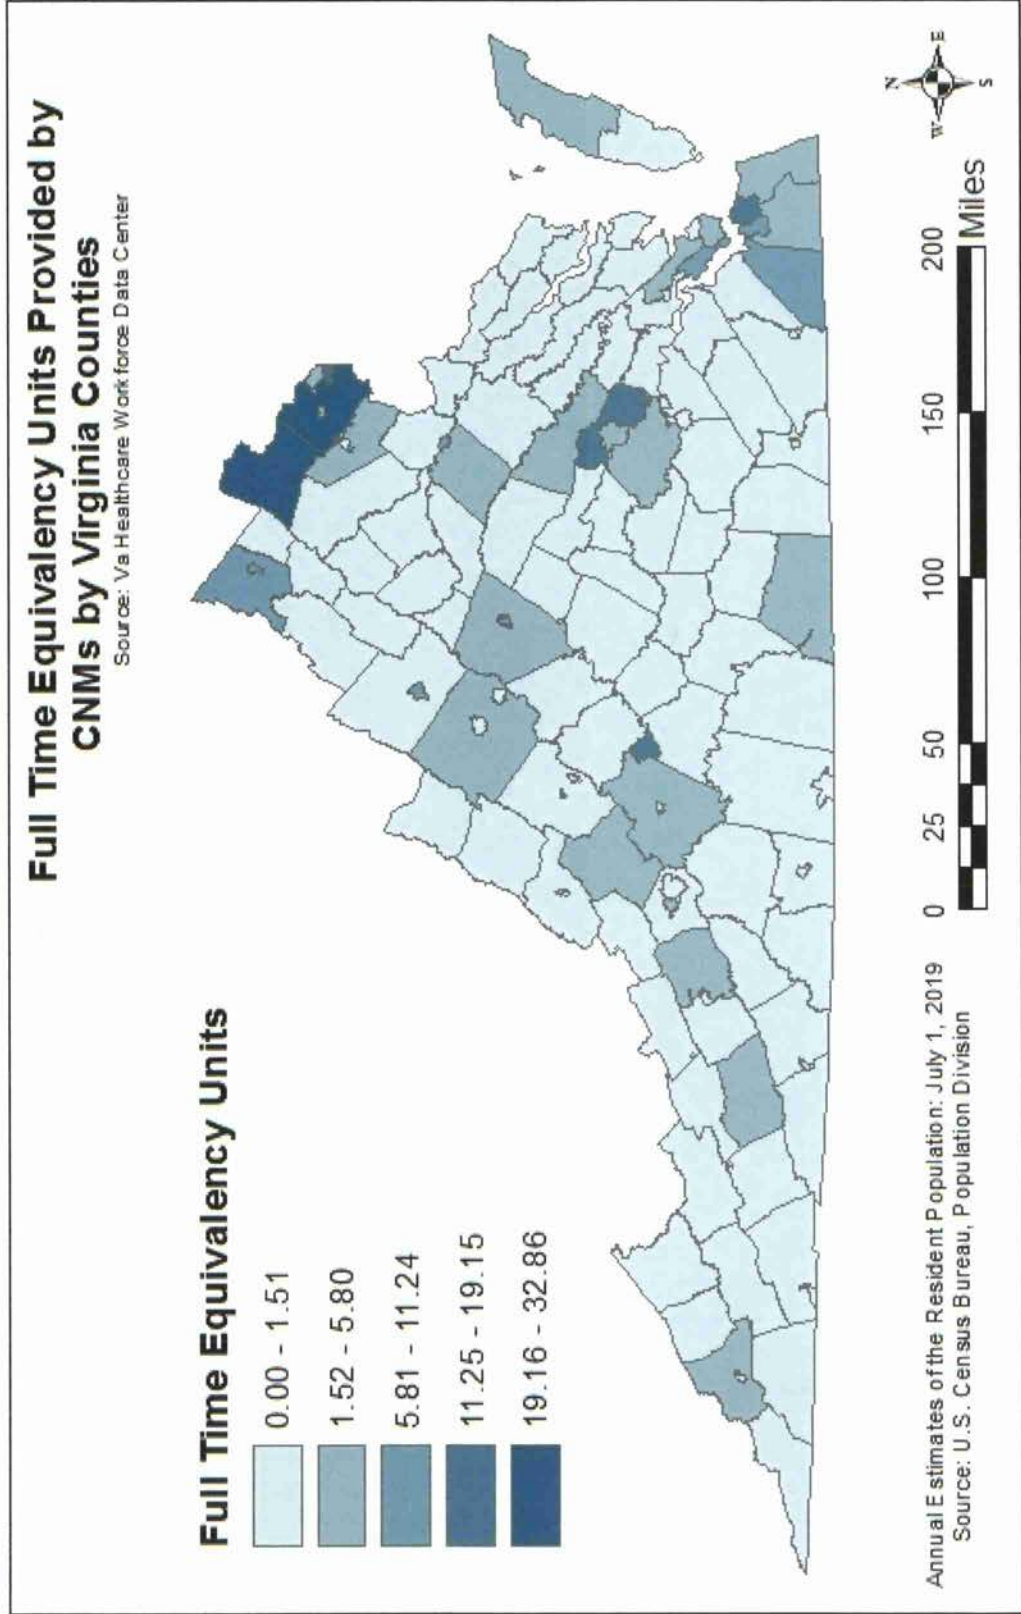 Full Time Equivalency Units Provided by
CNMs by Virginia Counties
Source: Va Healthcare Workforce Data Center
Full Time Equivalency Units
0.00 - 1.51
1.52 - 5.80
5.81 - 11.24
11.25 - 19.15
19.16 - 32.86
Annual Estimates of the Resident Population: July 1, 2019
Source: U.S. Census Bureau, Population Division
0 25 50 100 150 200
Miles
N
W E
S